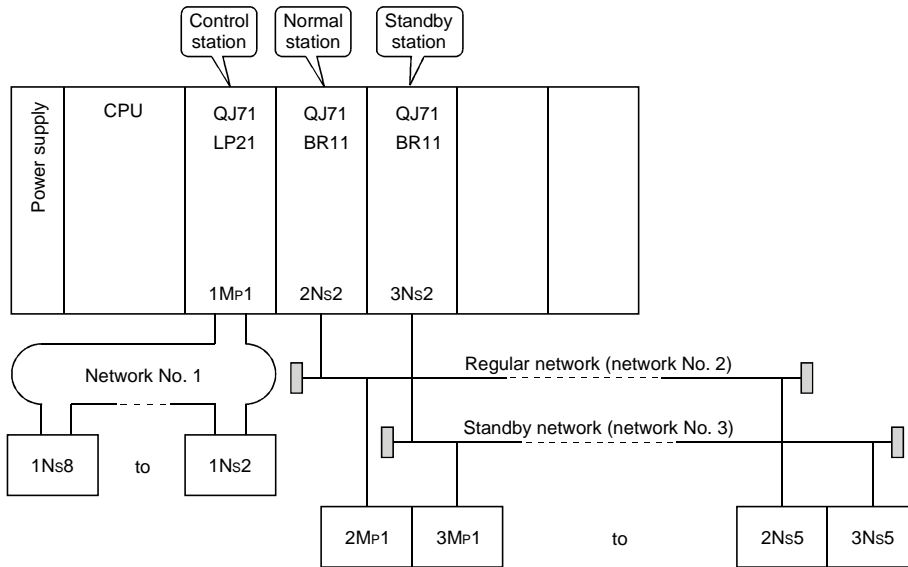 Control
station
Normal
station
Standby
station
Power supply
CPU
QJ71
LP21
QJ71
BR11
QJ71
BR11
1MP1
2NS2
3NS2
Network No. 1
Regular network (network No. 2)
Standby network (network No. 3)
1NS8
to
1NS2
2MP1
3MP1
to
2NS5
3NS5